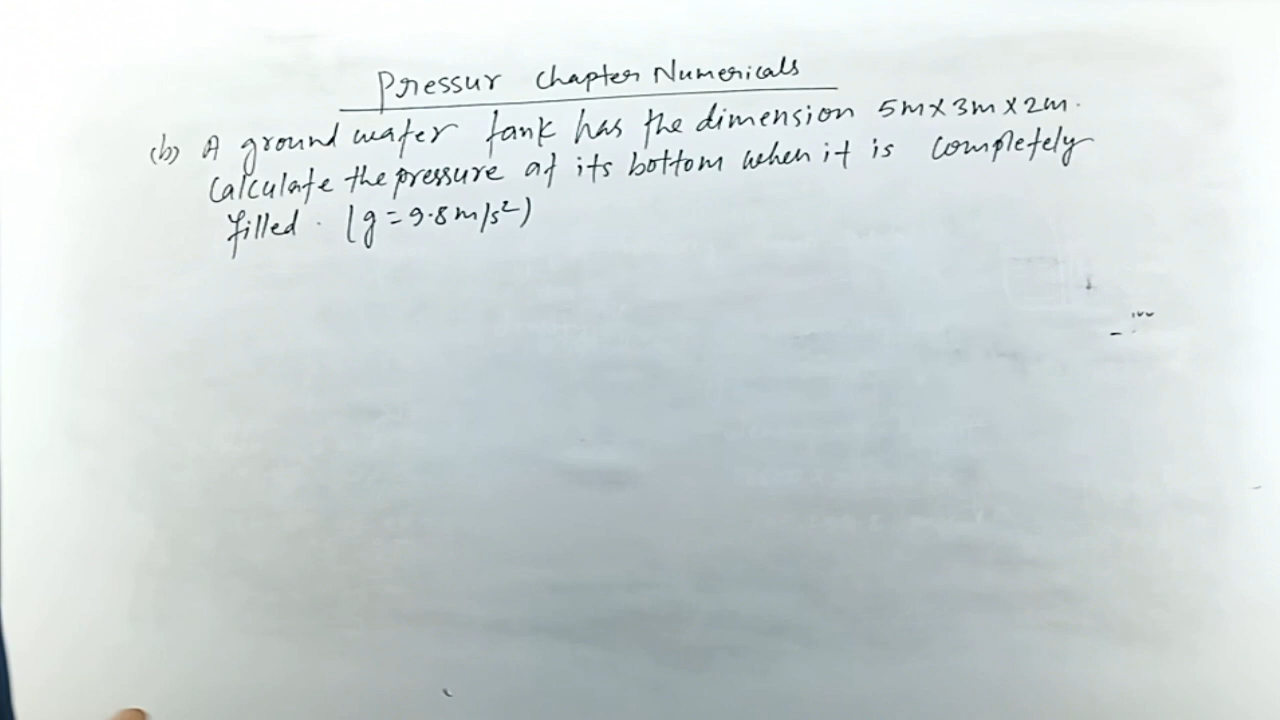 Pressur Chapter Numericals
(b) A ground water tank has the dimension 5m×3m×2m.
Calculate the pressure at its bottom when it is completely
filled. (g=9.8m/s²)